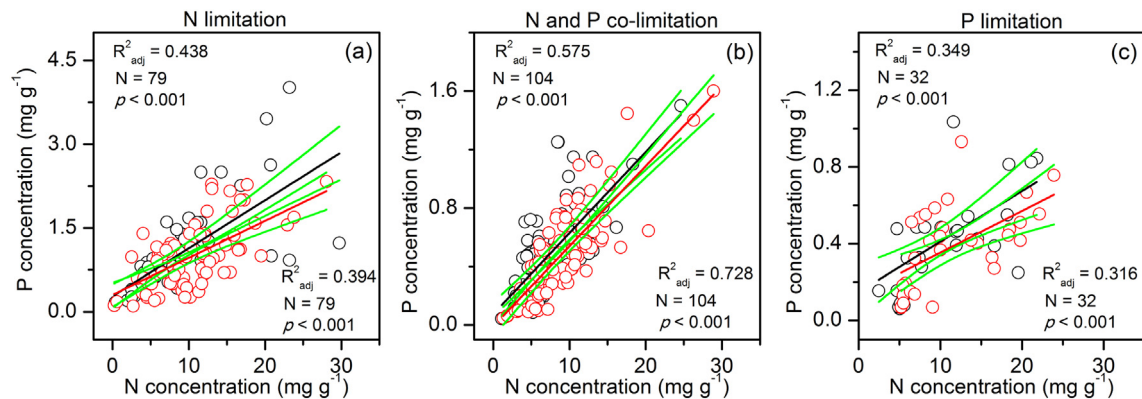 N limitation
(a)
R²adj = 0.438
N = 79
p < 0.001
R²adj = 0.394
N = 79
p < 0.001
P concentration (mg g⁻¹)
4.5
3.0
1.5
0.0
0 10 20 30
N concentration (mg g⁻¹)
N and P co-limitation
(b)
R²adj = 0.575
N = 104
p < 0.001
R²adj = 0.728
N = 104
p < 0.001
P concentration (mg g⁻¹)
1.6
0.8
0.0
0 10 20 30
N concentration (mg g⁻¹)
P limitation
(c)
R²adj = 0.349
N = 32
p < 0.001
R²adj = 0.316
N = 32
p < 0.001
P concentration (mg g⁻¹)
1.2
0.8
0.4
0.0
0 10 20 30
N concentration (mg g⁻¹)